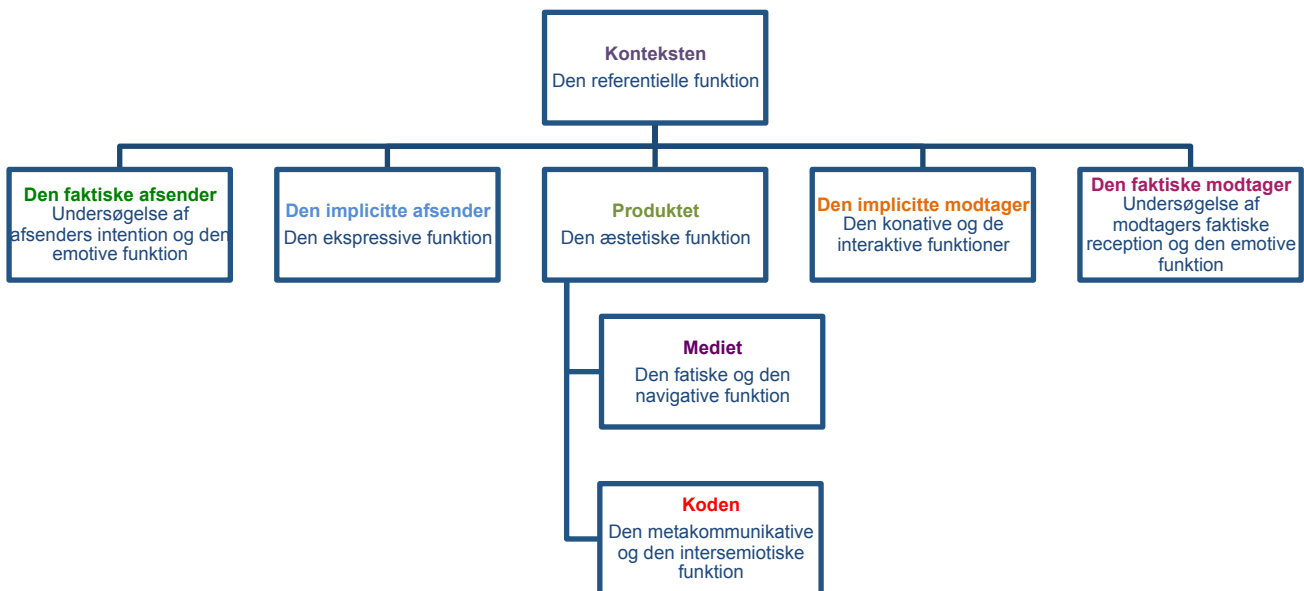 Konteksten
Den referentielle funktion
Den faktiske afsender
Undersøgelse af
afsenders intention og den
emotive funktion
Den implicitte afsender
Den ekspressive funktion
Produktet
Den æstetiske funktion
Den implicitte modtager
Den konative og de
interaktive funktioner
Den faktiske modtager
Undersøgelse af
modtagers faktiske
reception og den emotive
funktion
Mediet
Den fatiske og den
navigative funktion
Koden
Den metakommunikative
og den intersemiotiske
funktion